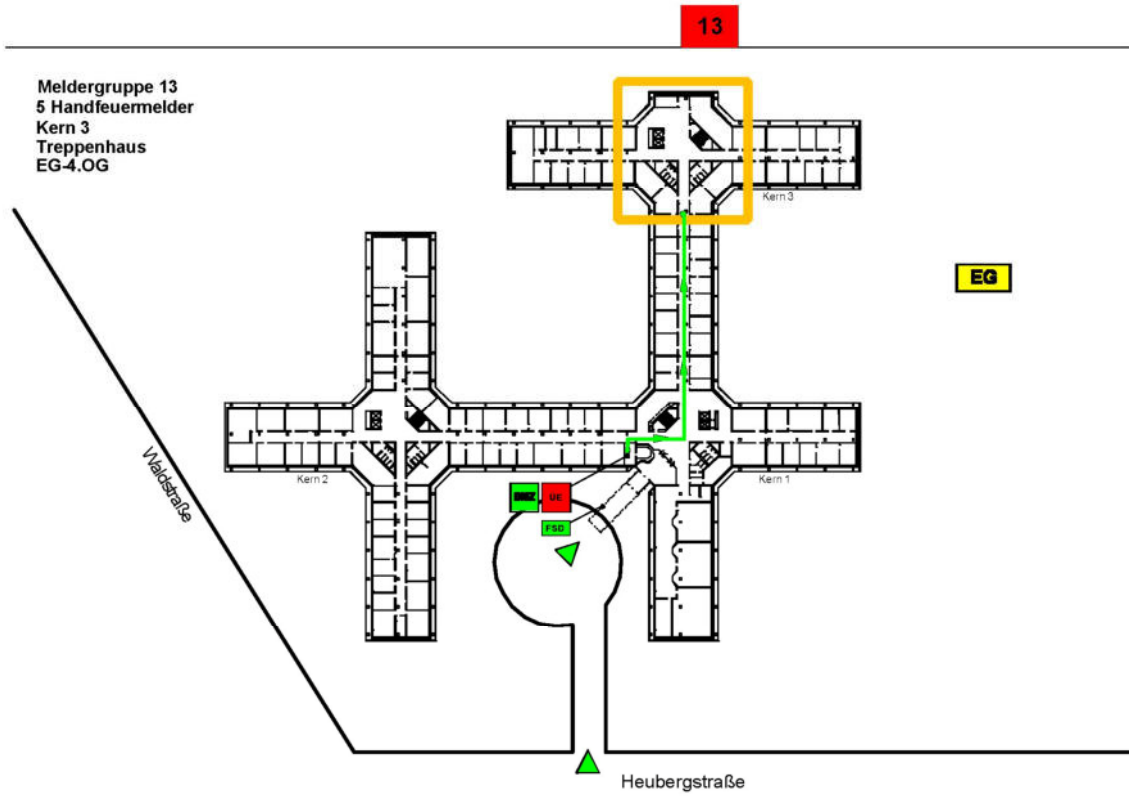 13
Meldergruppe 13
5 Handfeuermelder
Kern 3
Treppenhaus
EG-4.OG
Kern 3
EG
Waldstraße
Kern 2
Kern 1
BMZ
ÜE
FSD
Heubergstraße